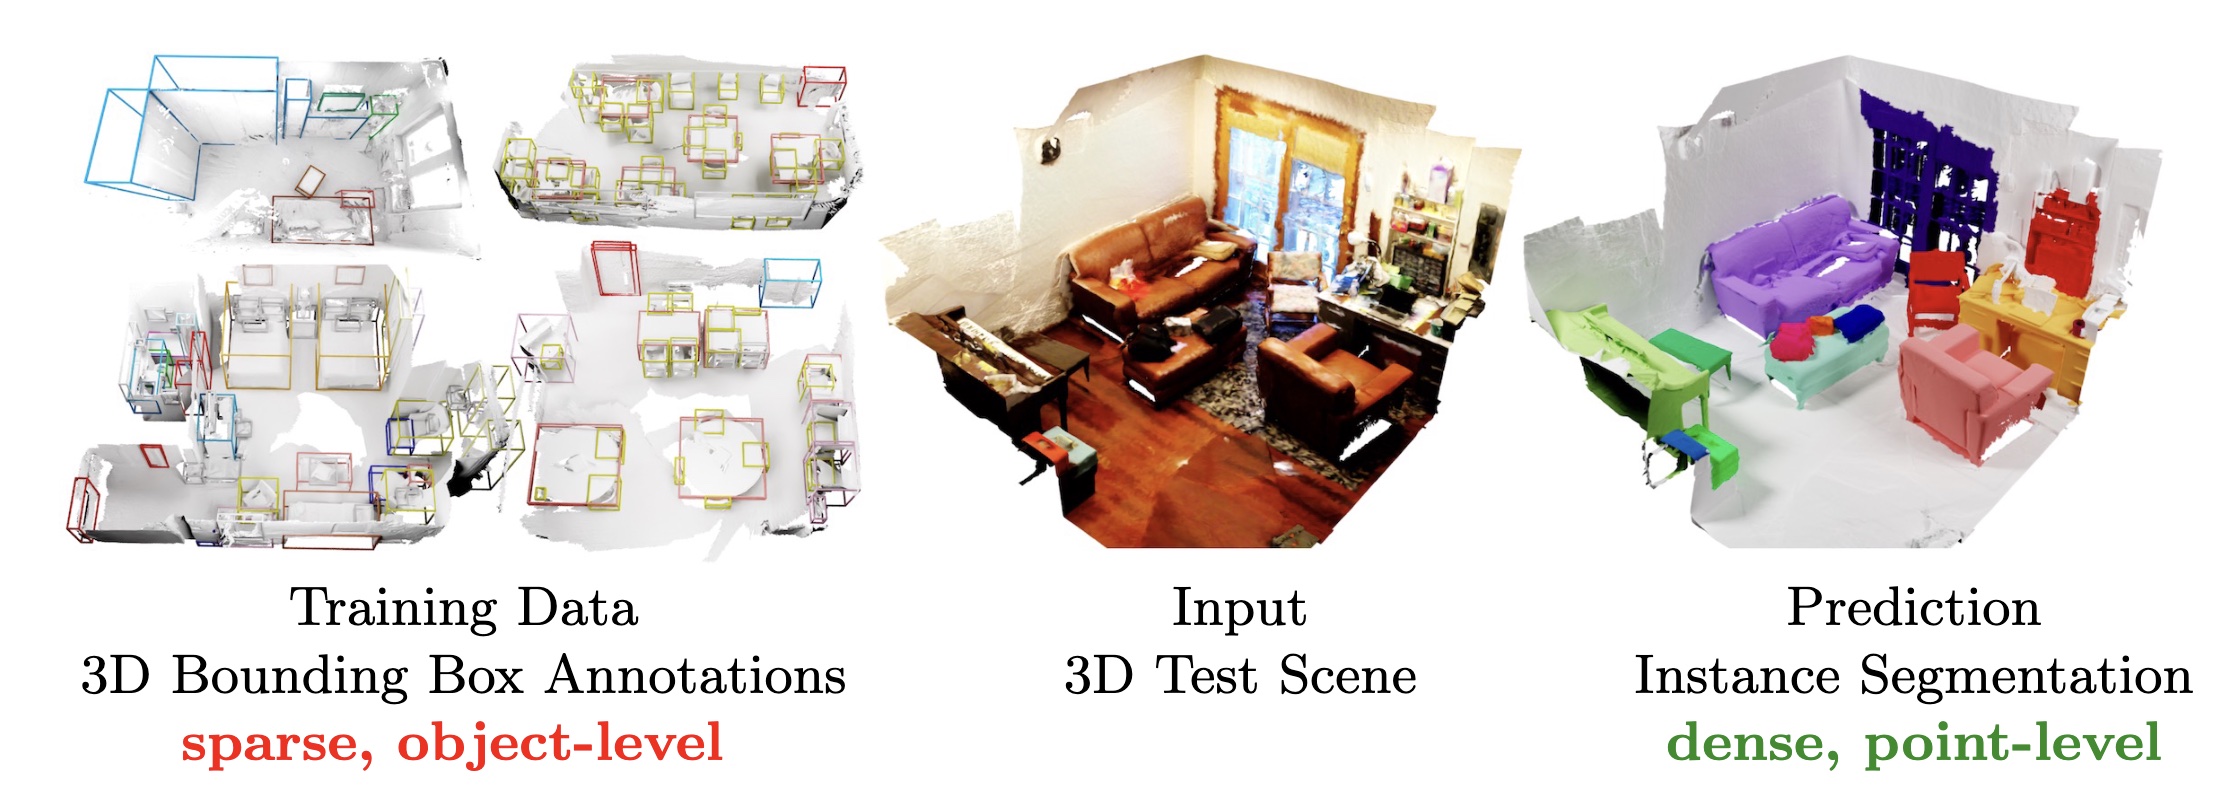 Training Data
3D Bounding Box Annotations
sparse, object-level
Input
3D Test Scene
Prediction
Instance Segmentation
dense, point-level